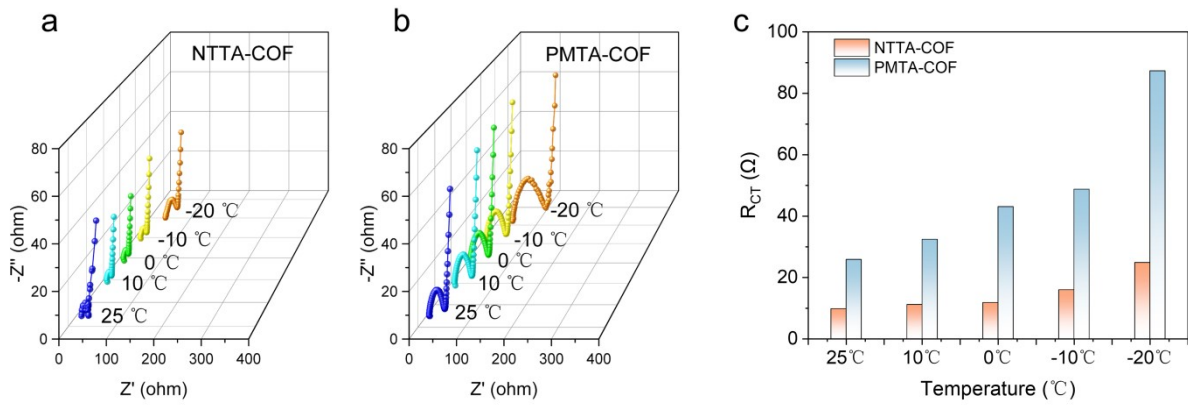 a
NTTA-COF
80
60
40
20
0
-Z'' (ohm)
-20 ℃
-10 ℃
0 ℃
10 ℃
25 ℃
0 100 200 300 400
Z' (ohm)
b
PMTA-COF
80
60
40
20
0
-Z'' (ohm)
-20 ℃
-10 ℃
0 ℃
10 ℃
25 ℃
0 100 200 300 400
Z' (ohm)
c
NTTA-COF
PMTA-COF
100
80
60
40
20
0
RCT (Ω)
25℃ 10℃ 0℃ -10℃ -20℃
Temperature (℃)